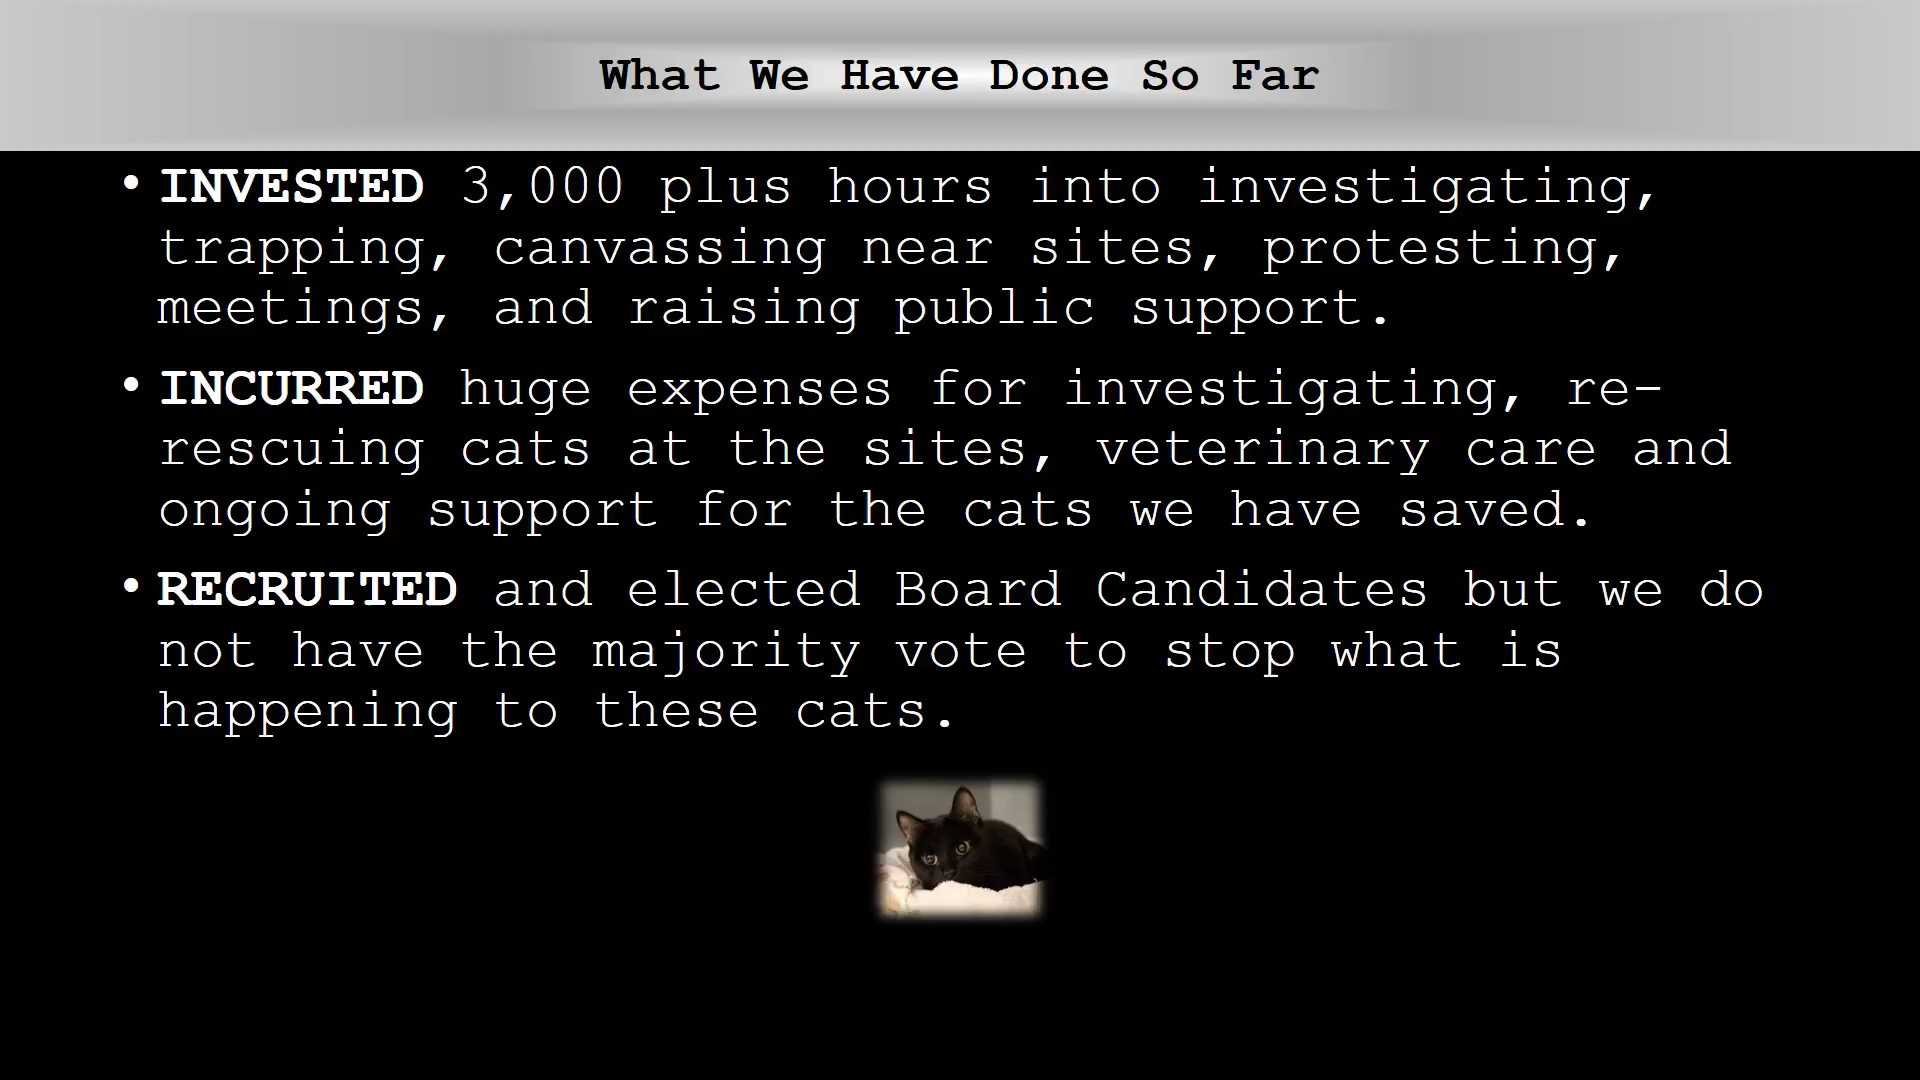 What We Have Done So Far
• INVESTED 3,000 plus hours into investigating,
trapping, canvassing near sites, protesting,
meetings, and raising public support.
• INCURRED huge expenses for investigating, re-
rescuing cats at the sites, veterinary care and
ongoing support for the cats we have saved.
• RECRUITED and elected Board Candidates but we do
not have the majority vote to stop what is
happening to these cats.